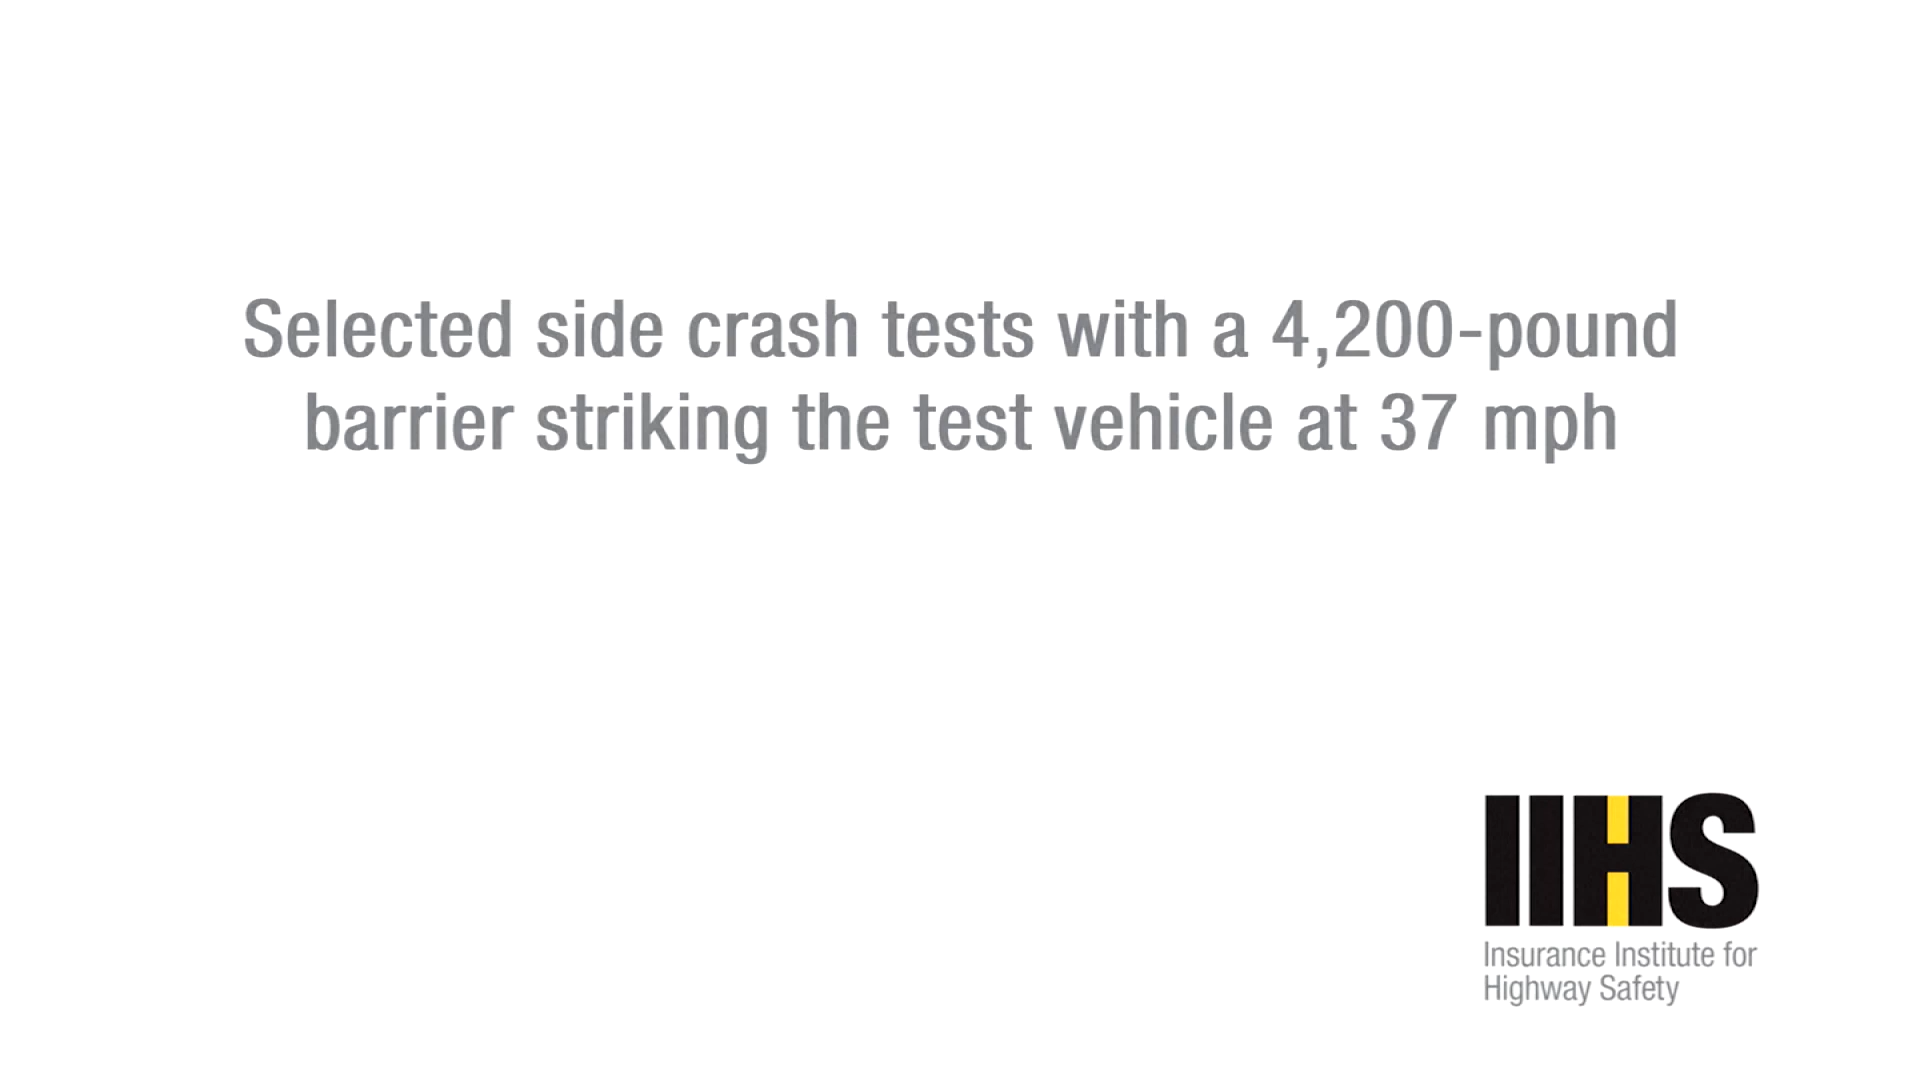 Selected side crash tests with a 4,200-pound
barrier striking the test vehicle at 37 mph
IIHS
Insurance Institute for
Highway Safety